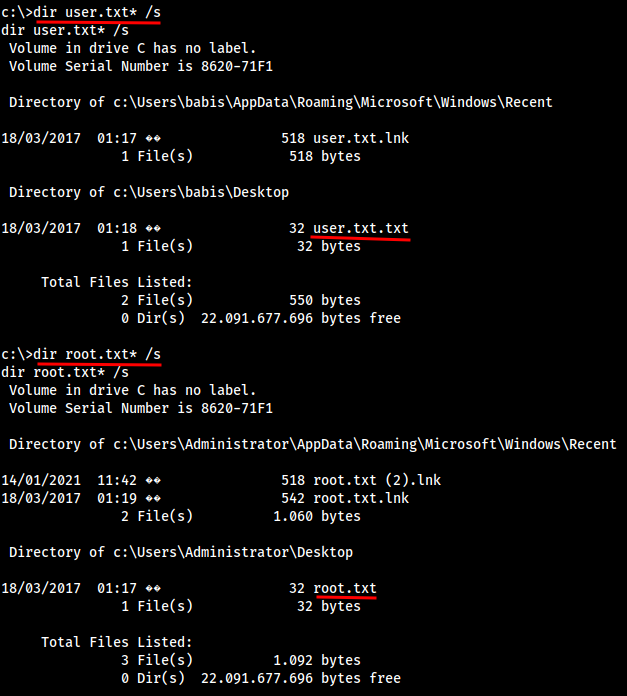 c:\>dir user.txt* /s
dir user.txt* /s
 Volume in drive C has no label.
 Volume Serial Number is 8620-71F1

 Directory of c:\Users\babis\AppData\Roaming\Microsoft\Windows\Recent

18/03/2017  01:17 ��               518 user.txt.lnk
               1 File(s)            518 bytes

 Directory of c:\Users\babis\Desktop

18/03/2017  01:18 ��                32 user.txt.txt
               1 File(s)             32 bytes

     Total Files Listed:
               2 File(s)            550 bytes
               0 Dir(s)  22.091.677.696 bytes free

c:\>dir root.txt* /s
dir root.txt* /s
 Volume in drive C has no label.
 Volume Serial Number is 8620-71F1

 Directory of c:\Users\Administrator\AppData\Roaming\Microsoft\Windows\Recent

14/01/2021  11:42 ��               518 root.txt (2).lnk
18/03/2017  01:19 ��               542 root.txt.lnk
               2 File(s)          1.060 bytes

 Directory of c:\Users\Administrator\Desktop

18/03/2017  01:17 ��                32 root.txt
               1 File(s)             32 bytes

     Total Files Listed:
               3 File(s)          1.092 bytes
               0 Dir(s)  22.091.677.696 bytes free